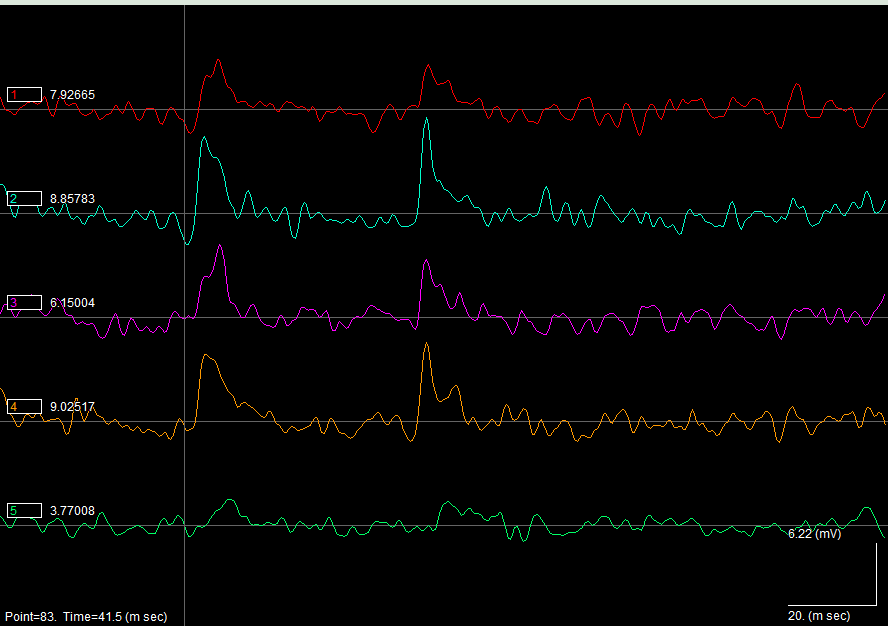 1 7.92665
2 8.85783
3 6.15004
4 9.02517
5 3.77008
6.22 (mV)
Point=83. Time=41.5 (m sec)
20. (m sec)